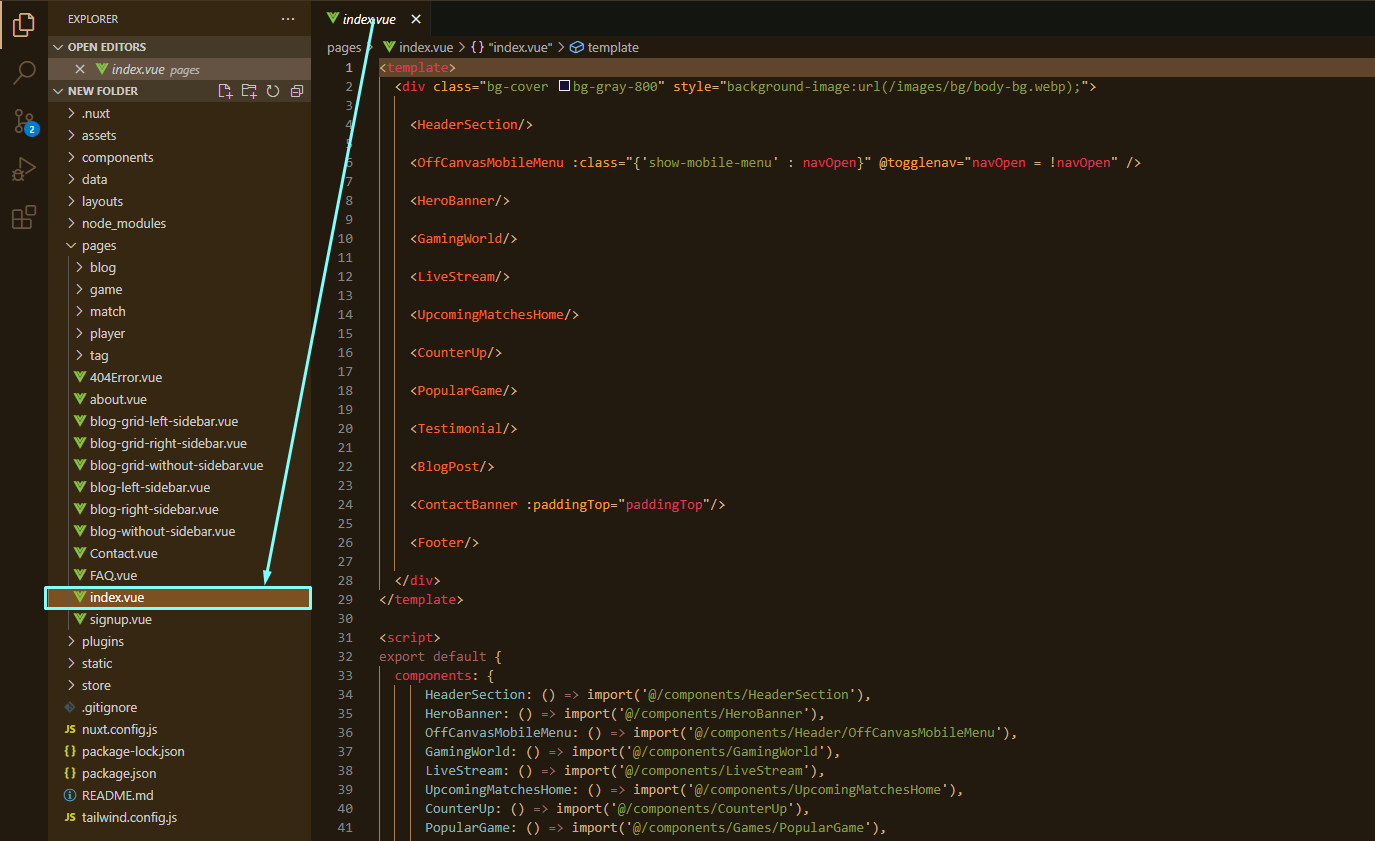 EXPLORER
OPEN EDITORS
index.vue pages
NEW FOLDER
.nuxt
assets
components
data
layouts
node_modules
pages
blog
game
match
player
tag
404Error.vue
about.vue
blog-grid-left-sidebar.vue
blog-grid-right-sidebar.vue
blog-grid-without-sidebar.vue
blog-left-sidebar.vue
blog-right-sidebar.vue
blog-without-sidebar.vue
Contact.vue
FAQ.vue
index.vue
signup.vue
plugins
static
store
.gitignore
JS nuxt.config.js
{} package-lock.json
{} package.json
README.md
JS tailwind.config.js
2
index.vue
pages > index.vue > {} "index.vue" > template
1 <template>
2 <div class="bg-cover bg-gray-800" style="background-image:url(/images/bg/body-bg.webp);">
3
4 <HeaderSection/>
5
6 <OffCanvasMobileMenu :class="{'show-mobile-menu' : navOpen}" @togglenav="navOpen = !navOpen" />
7
8 <HeroBanner/>
9
10 <GamingWorld/>
11
12 <LiveStream/>
13
14 <UpcomingMatchesHome/>
15
16 <CounterUp/>
17
18 <PopularGame/>
19
20 <Testimonial/>
21
22 <BlogPost/>
23
24 <ContactBanner :paddingTop="paddingTop"/>
25
26 <Footer/>
27
28 </div>
29 </template>
30
31 <script>
32 export default {
33 components: {
34 HeaderSection: () => import('@/components/HeaderSection'),
35 HeroBanner: () => import('@/components/HeroBanner'),
36 OffCanvasMobileMenu: () => import('@/components/Header/OffCanvasMobileMenu'),
37 GamingWorld: () => import('@/components/GamingWorld'),
38 LiveStream: () => import('@/components/LiveStream'),
39 UpcomingMatchesHome: () => import('@/components/UpcomingMatchesHome'),
40 CounterUp: () => import('@/components/CounterUp'),
41 PopularGame: () => import('@/components/Games/PopularGame'),